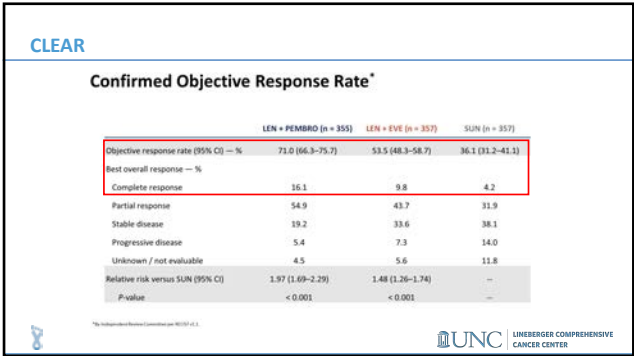 CLEAR
Confirmed Objective Response Rate*
LEN + PEMBRO (n = 355) LEN + EVE (n = 357) SUN (n = 357)
Objective response rate (95% CI) — % 71.0 (66.3–75.7) 53.5 (48.3–58.7) 36.1 (31.2–41.1)
Best overall response — %
Complete response 16.1 9.8 4.2
Partial response 54.9 43.7 31.9
Stable disease 19.2 33.6 38.1
Progressive disease 5.4 7.3 14.0
Unknown / not evaluable 4.5 5.6 11.8
Relative risk versus SUN (95% CI) 1.97 (1.69–2.29) 1.48 (1.26–1.74) --
P-value < 0.001 < 0.001 --
*By Independent Review Committee per RECIST v1.1.
UNC LINEBERGER COMPREHENSIVE
CANCER CENTER